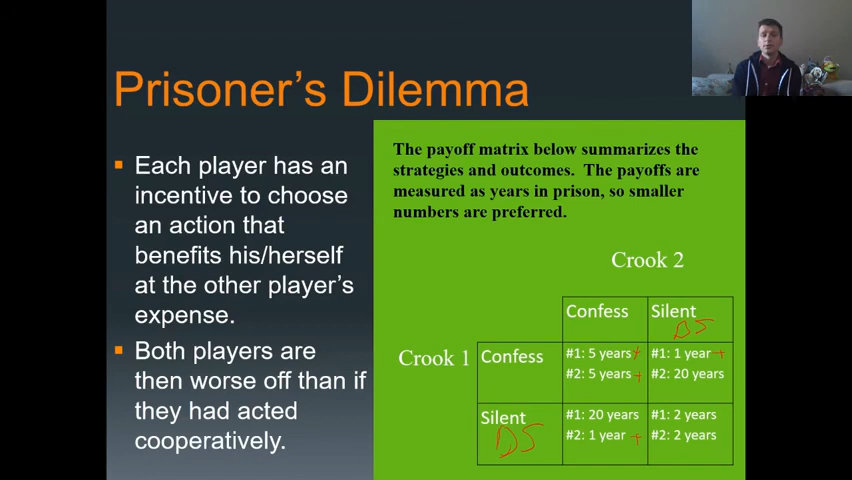 Prisoner's Dilemma
Each player has an
incentive to choose
an action that
benefits his/herself
at the other player's
expense.
Both players are
then worse off than if
they had acted
cooperatively.
The payoff matrix below summarizes the
strategies and outcomes. The payoffs are
measured as years in prison, so smaller
numbers are preferred.
Crook 2
Confess
Silent
DS
Crook 1
Confess
#1: 5 years +
#2: 5 years +
#1: 1 year +
#2: 20 years
Silent
DS
#1: 20 years
#2: 1 year +
#1: 2 years
#2: 2 years